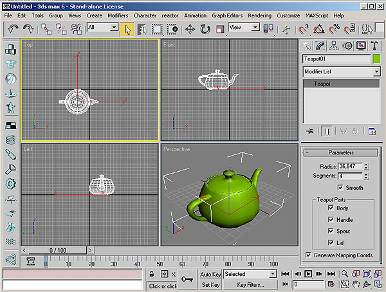 Untitled - 3ds max 6 - Stand-alone License
File Edit Tools Group Views Create Modifiers Character reactor Animation Graph Editors Rendering Customize MAXScript Help
All
View
Top
Front
Left
Perspective
Teapot01
Modifier List
Teapot
Parameters
Radius: 36,847
Segments: 4
Smooth
Teapot Parts
Body
Handle
Spout
Lid
Generate Mapping Coords.
0 / 100
Auto Key Selected
Set Key Key Filters...
Click or clic